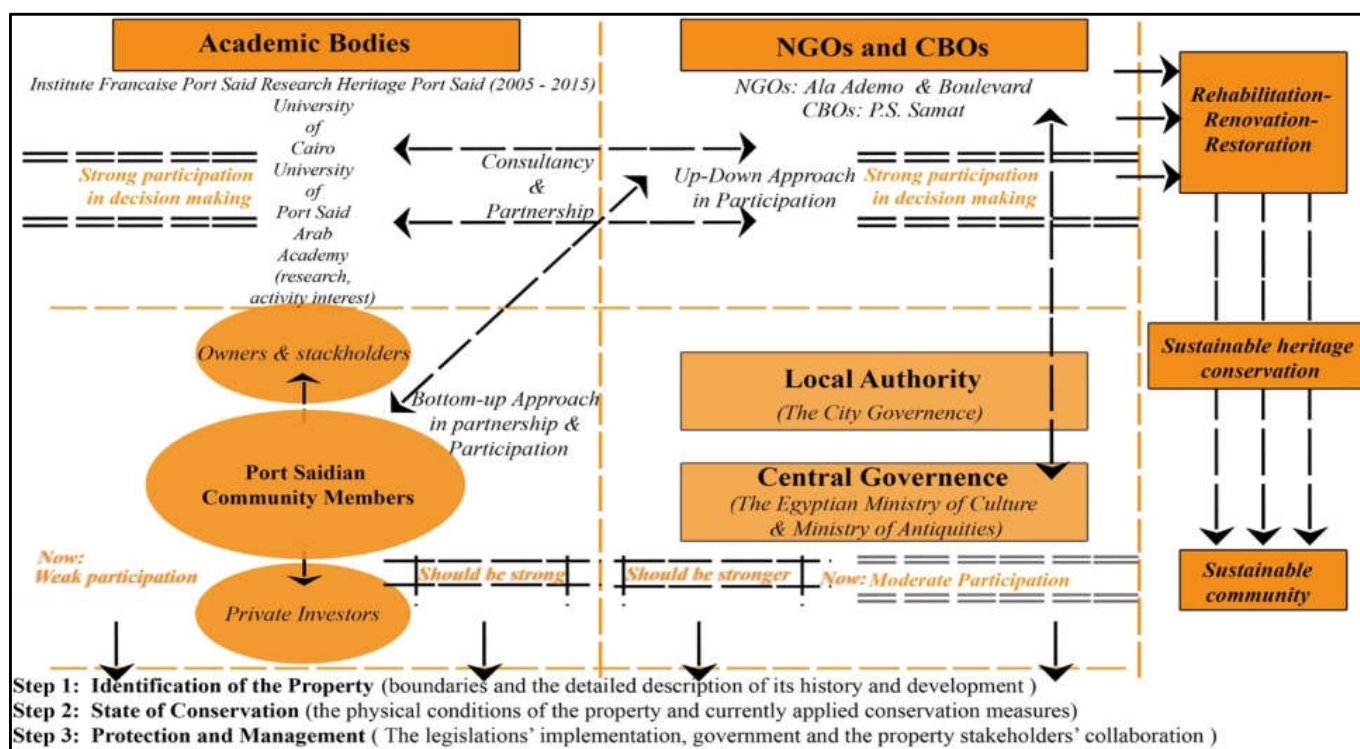 Academic Bodies
Institute Francaise Port Said Research Heritage Port Said (2005 - 2015)
University
of
Cairo
University
of
Port Said
Arab
Academy
(research,
activity interest)
Strong participation
in decision making
Consultancy
&
Partnership
NGOs and CBOs
NGOs: Ala Ademo & Boulevard
CBOs: P.S. Samat
Up-Down Approach
in Participation
Strong participation
in decision making
Rehabilitation-
Renovation-
Restoration
Owners & stackholders
Bottom-up Approach
in partnership &
Participation
Port Saidian
Community Members
Now:
Weak participation
Private Investors
Should be strong
Local Authority
(The City Governence)
Central Governence
(The Egyptian Ministry of Culture
& Ministry of Antiquities)
Should be stronger
Now: Moderate Participation
Sustainable heritage
conservation
Sustainable
community
Step 1: Identification of the Property (boundaries and the detailed description of its history and development )
Step 2: State of Conservation (the physical conditions of the property and currently applied conservation measures)
Step 3: Protection and Management ( The legislations' implementation, government and the property stakeholders' collaboration )